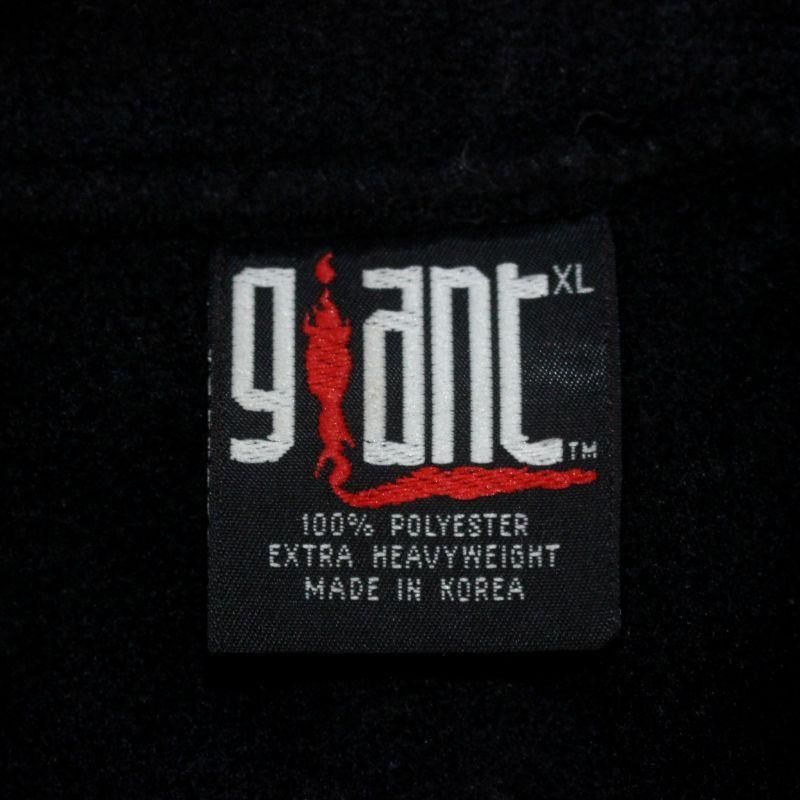 giant XL
TM
100% POLYESTER
EXTRA HEAVYWEIGHT
MADE IN KOREA